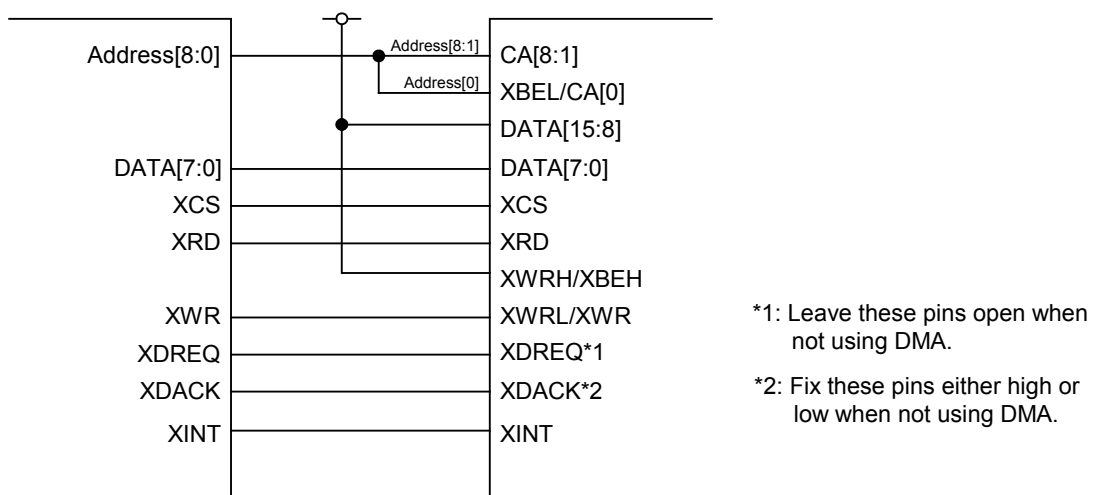 Address[8:0]
Address[8:1]
CA[8:1]
Address[0]
XBEL/CA[0]
DATA[15:8]
DATA[7:0]
DATA[7:0]
XCS
XCS
XRD
XRD
XWRH/XBEH
XWR
XWRL/XWR
XDREQ
XDREQ*1
XDACK
XDACK*2
XINT
XINT
*1: Leave these pins open when
not using DMA.
*2: Fix these pins either high or
low when not using DMA.